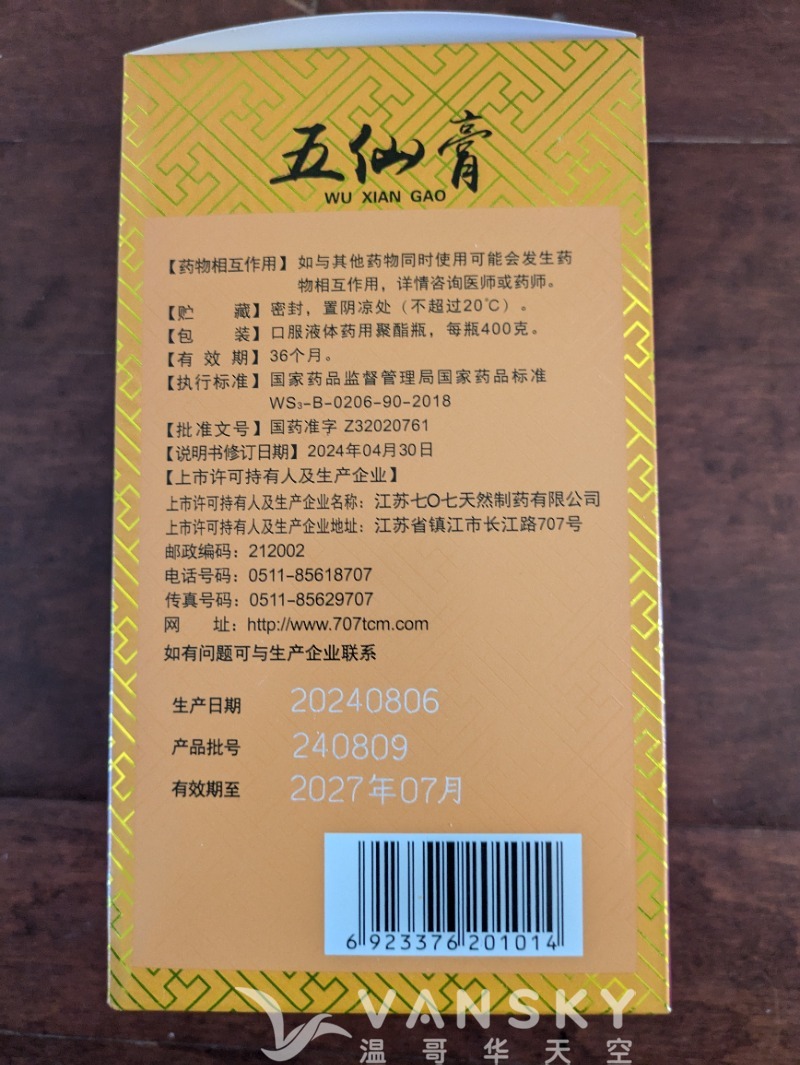 五仙膏
WU XIAN GAO
【药物相互作用】如与其他药物同时使用可能会发生药
物相互作用，详情咨询医师或药师。
【贮 藏】密封，置阴凉处（不超过20℃）。
【包 装】口服液体药用聚酯瓶，每瓶400克。
【有 效 期】36个月。
【执行标准】国家药品监督管理局国家药品标准
WS₃-B-0206-90-2018
【批准文号】国药准字 Z32020761
【说明书修订日期】2024年04月30日
【上市许可持有人及生产企业】
上市许可持有人及生产企业名称：江苏七〇七天然制药有限公司
上市许可持有人及生产企业地址：江苏省镇江市长江路707号
邮政编码：212002
电话号码：0511-85618707
传真号码：0511-85629707
网 址：http://www.707tcm.com
如有问题可与生产企业联系
生产日期 20240806
产品批号 240809
有效期至 2027年07月
6 923376 201014
VANSKY
温哥华天空